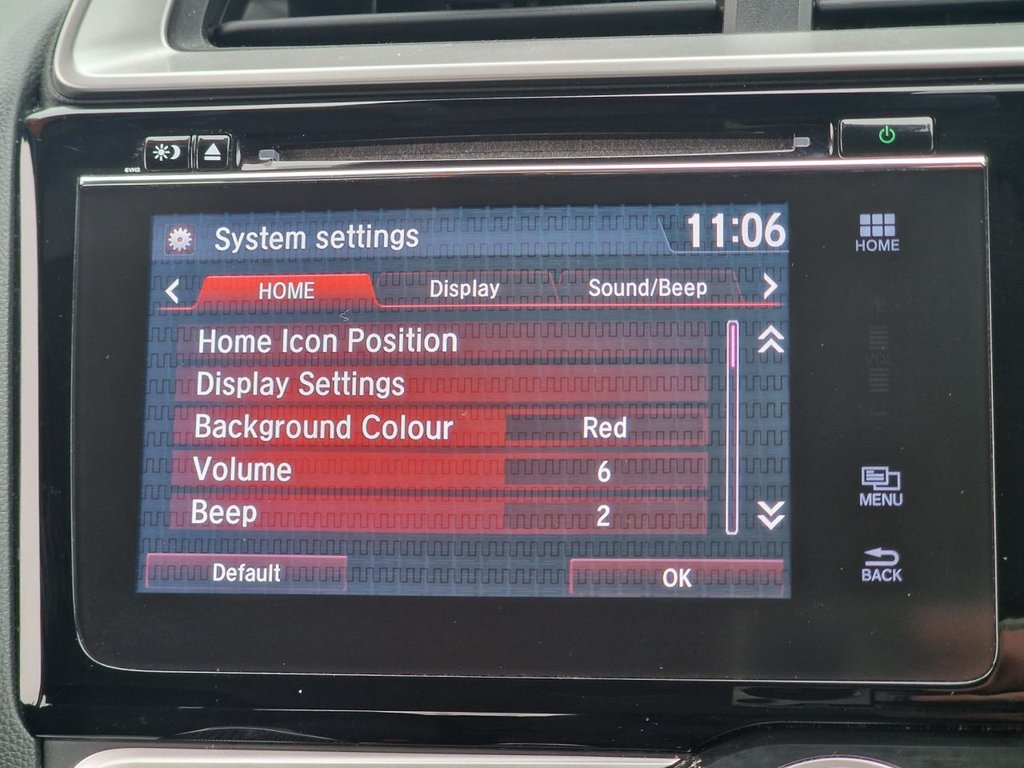 System settings 11:06
HOME
HOME Display Sound/Beep
Home Icon Position
Display Settings
Background Colour Red
Volume 6
MENU
Beep 2
Default OK
BACK
VOL